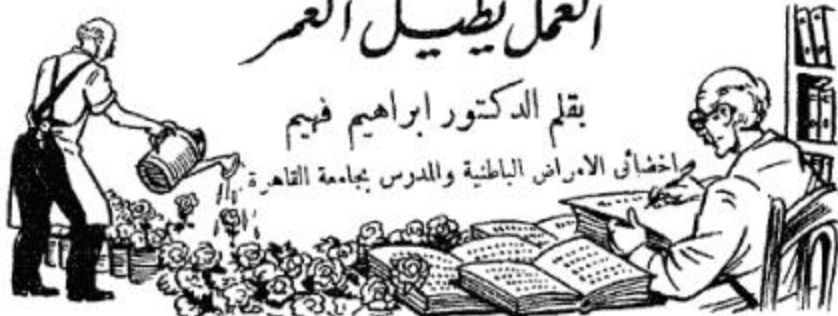 العمل يطيل العمر
بقلم الدكتور ابراهيم فهيم
اخصائى الامراض الباطنية والمدرس بجامعة القاهرة